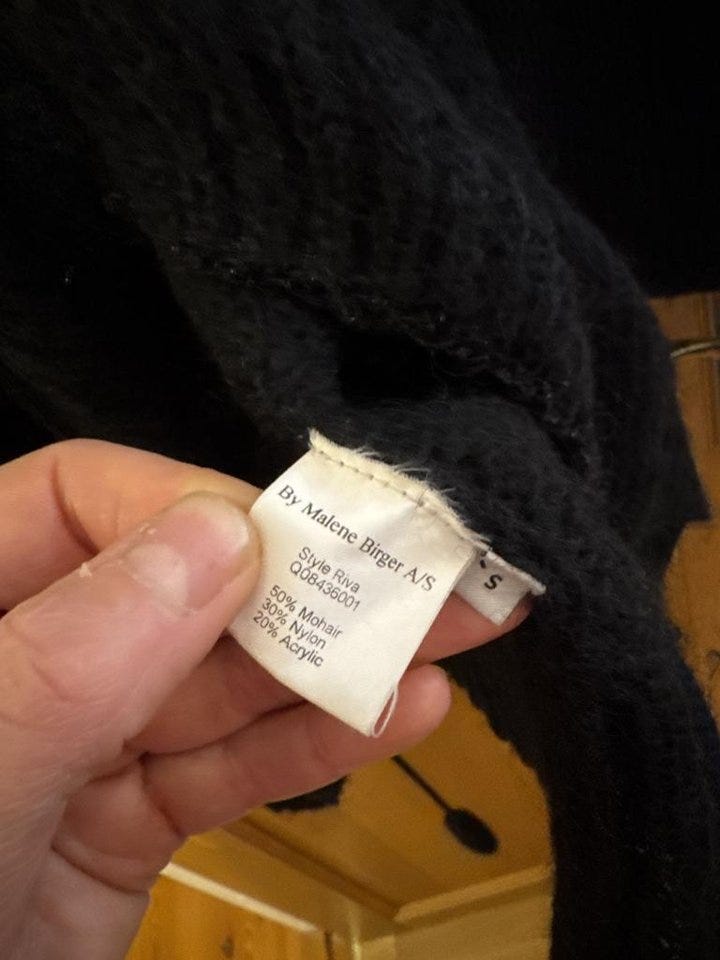 By Malene Birger A/S
Style Riva
Q08436001
50% Mohair
30% Nylon
20% Acrylic
S